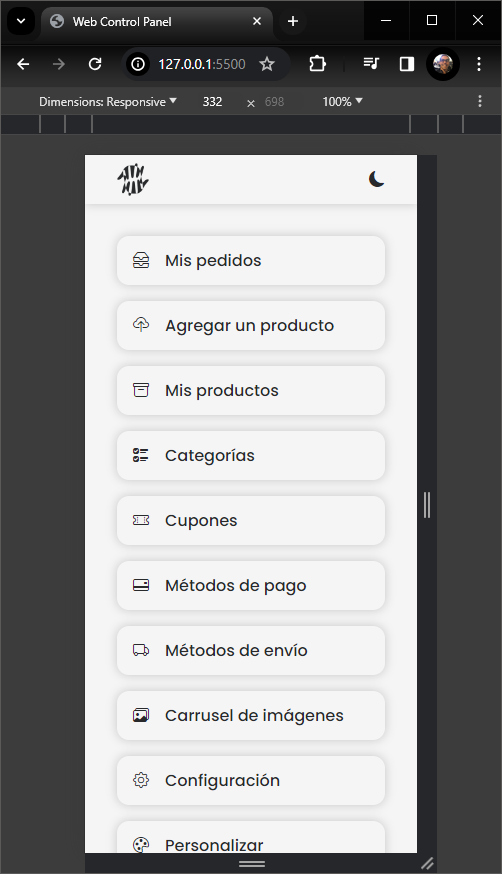 Web Control Panel
127.0.0.1:5500
Dimensions: Responsive 332 × 698 100%
Mis pedidos
Agregar un producto
Mis productos
Categorías
Cupones
Métodos de pago
Métodos de envío
Carrusel de imágenes
Configuración
Personalizar